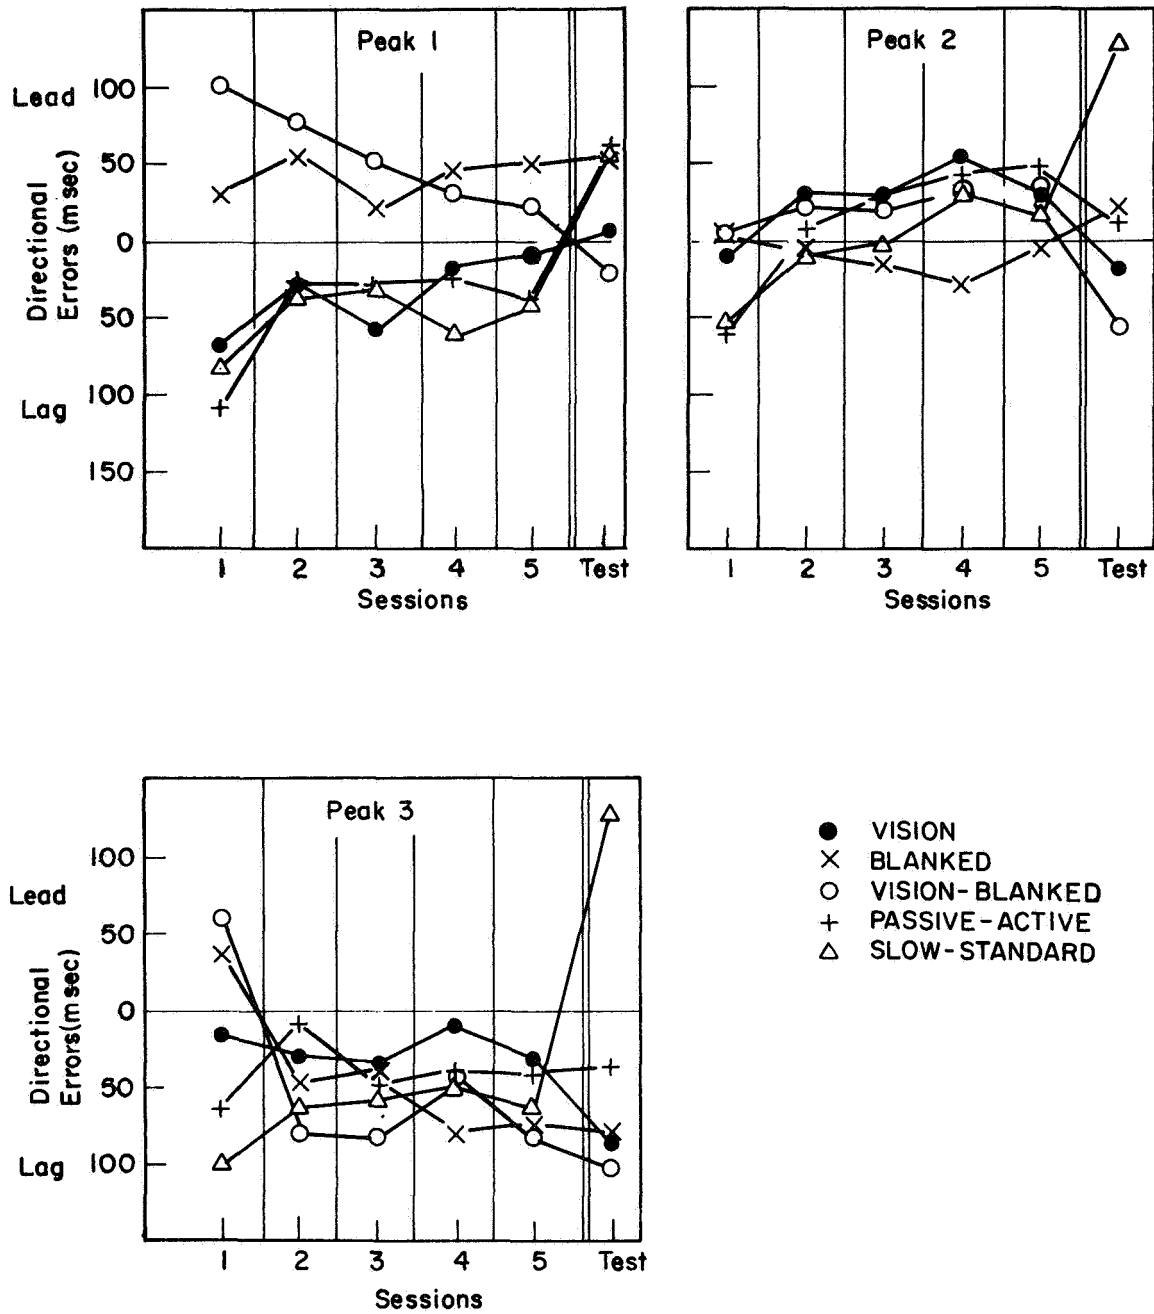 Peak 1
Lead
100
50
0
50
100
150
Lag
Directional
Errors (m sec)
1 2 3 4 5 Test
Sessions
Peak 2
1 2 3 4 5 Test
Sessions
Peak 3
Lead
100
50
0
50
100
Lag
Directional
Errors(m sec)
1 2 3 4 5 Test
Sessions
VISION
BLANKED
VISION-BLANKED
PASSIVE-ACTIVE
SLOW-STANDARD